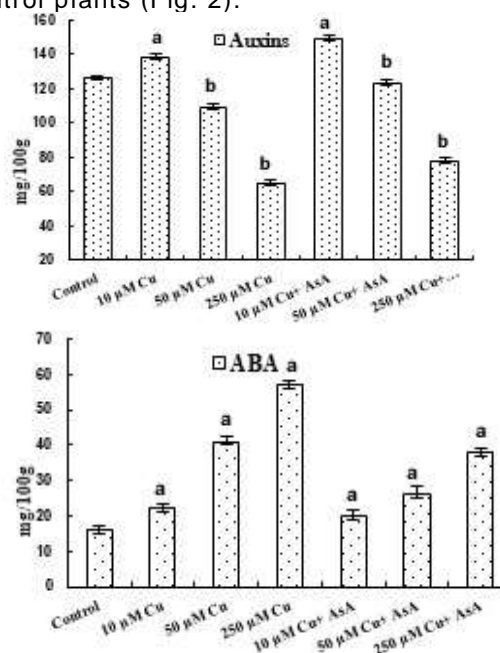 ntrol plants (Fig. 2).
160
140
120
100
80
60
40
20
mg/100g
Auxins
a
b
b
a
b
b
Control
10 µM Cu
50 µM Cu
250 µM Cu
10 µM Cu+ AsA
50 µM Cu+ AsA
250 µM Cu+…
70
60
50
40
30
20
10
0
mg/100g
ABA
a
a
a
a
a
a
Control
10 µM Cu
50 µM Cu
250 µM Cu
10 µM Cu+ AsA
50 µM Cu+ AsA
250 µM Cu+ AsA